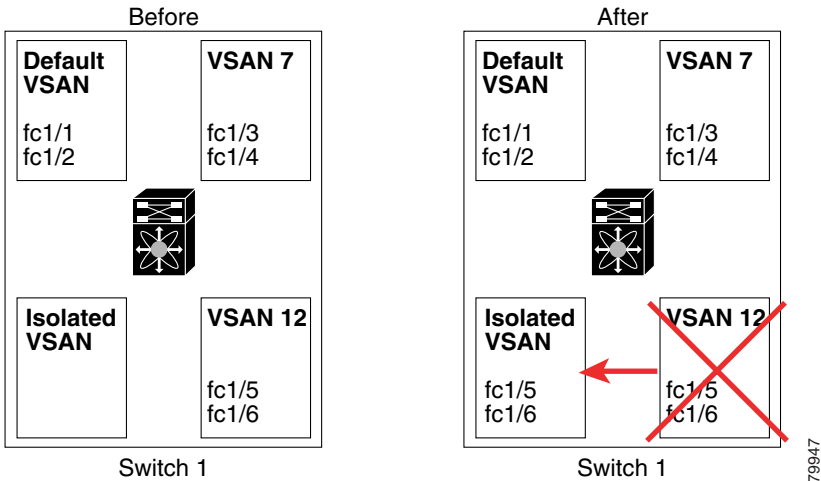 Before
Default
VSAN
fc1/1
fc1/2
VSAN 7
fc1/3
fc1/4
Isolated
VSAN
VSAN 12
fc1/5
fc1/6
Switch 1
After
Default
VSAN
fc1/1
fc1/2
VSAN 7
fc1/3
fc1/4
Isolated
VSAN
fc1/5
fc1/6
VSAN 12
fc1/5
fc1/6
Switch 1
79947